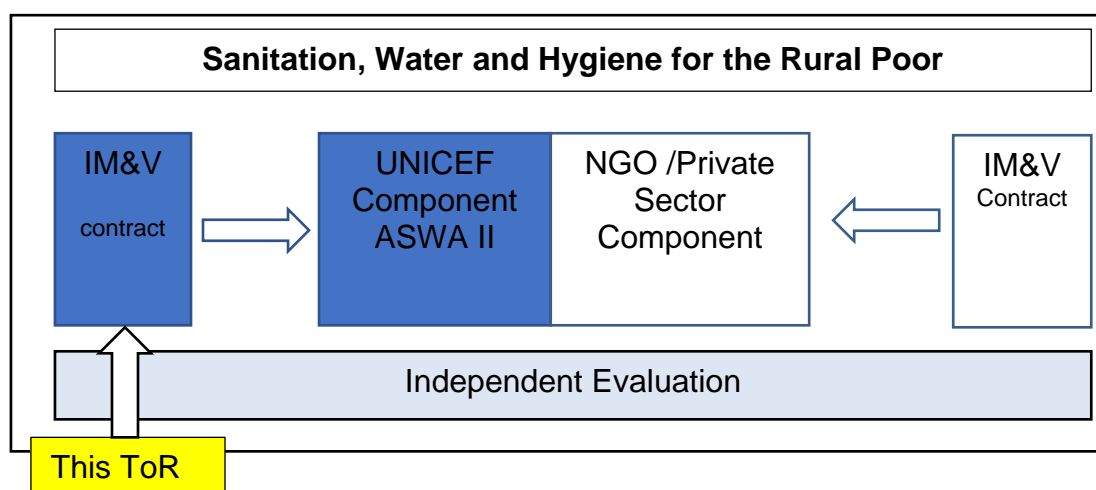 Sanitation, Water and Hygiene for the Rural Poor
IM&V
contract
UNICEF
Component
ASWA II
NGO /Private
Sector
Component
IM&V
Contract
Independent Evaluation
This ToR